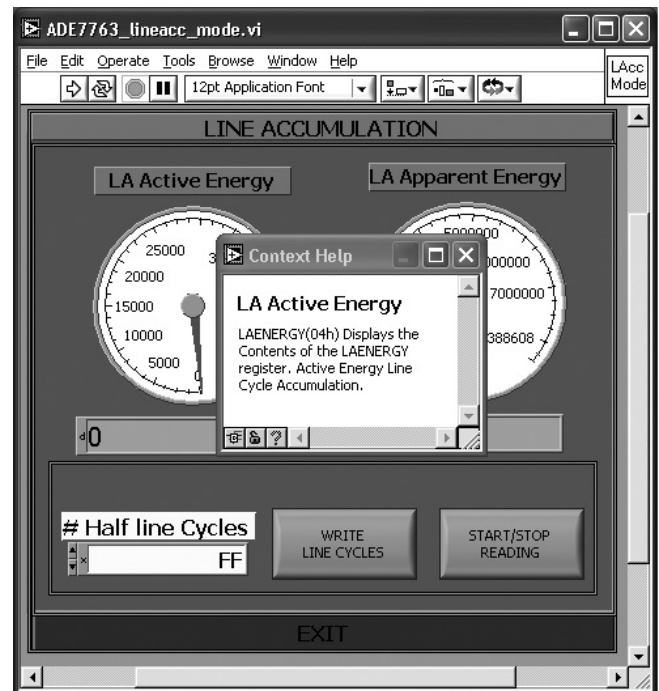 ADE7763_lineacc_mode.vi
File Edit Operate Tools Browse Window Help
LAcc
Mode
12pt Application Font
LINE ACCUMULATION
LA Active Energy
LA Apparent Energy
25000
20000
15000
10000
5000
0
7000000
Context Help
LA Active Energy
LAENERGY(04h) Displays the
Contents of the LAENERGY
register. Active Energy Line
Cycle Accumulation.
?
d0
# Half line Cycles
x FF
WRITE
LINE CYCLES
START/STOP
READING
EXIT